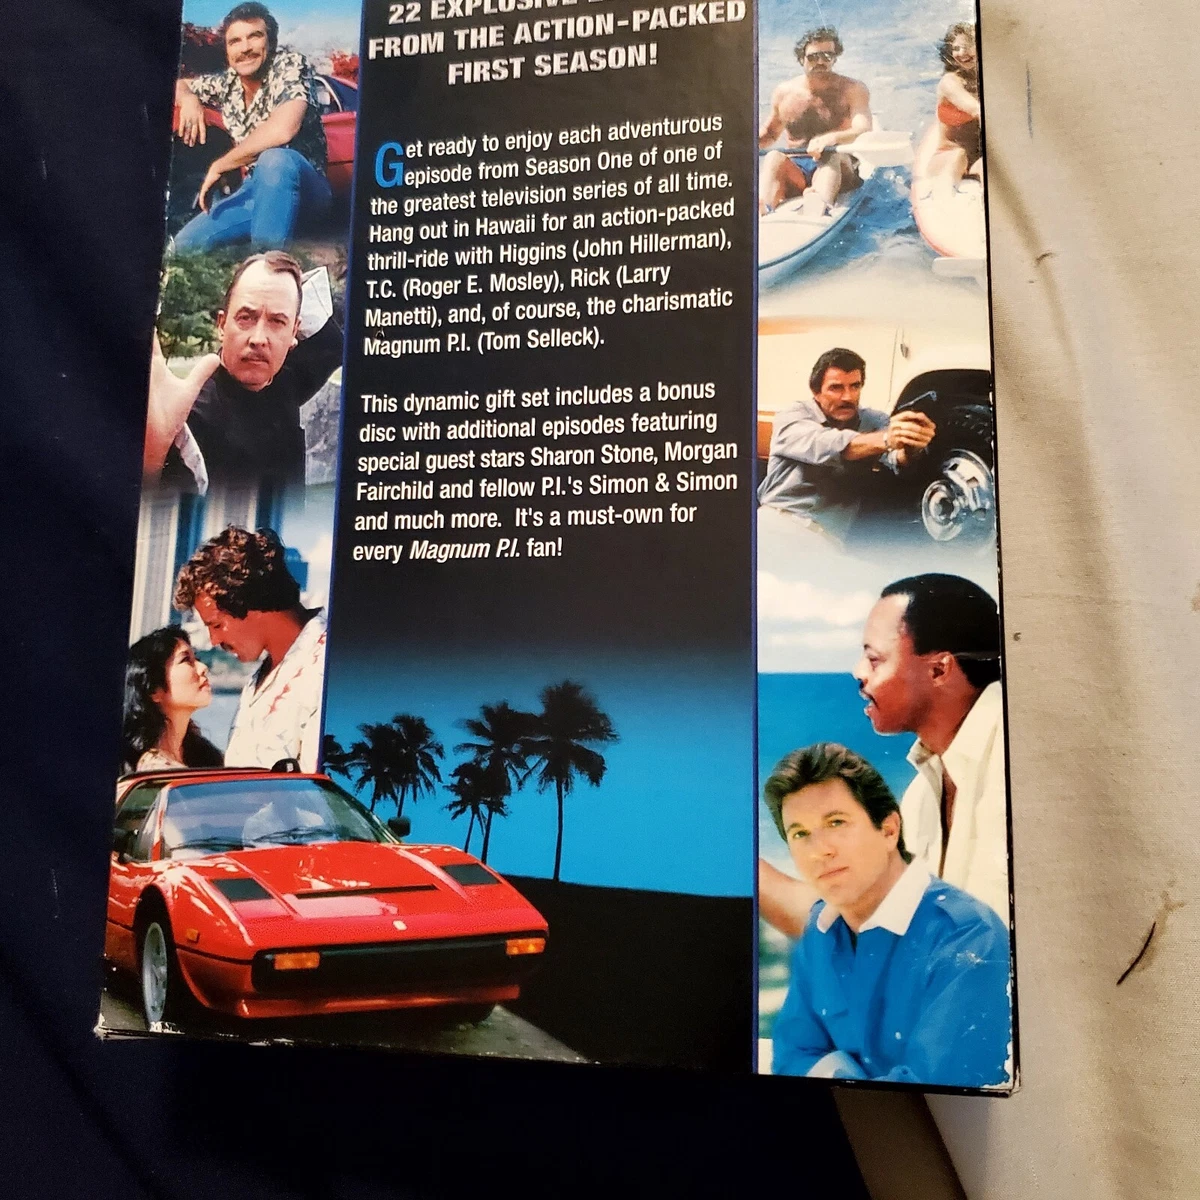 22 EXPLOSIVE
FROM THE ACTION-PACKED
FIRST SEASON!
Get ready to enjoy each adventurous
episode from Season One of one of
the greatest television series of all time.
Hang out in Hawaii for an action-packed
thrill-ride with Higgins (John Hillerman),
T.C. (Roger E. Mosley), Rick (Larry
Manetti), and, of course, the charismatic
Magnum P.I. (Tom Selleck).
This dynamic gift set includes a bonus
disc with additional episodes featuring
special guest stars Sharon Stone, Morgan
Fairchild and fellow P.I.'s Simon & Simon
and much more. It's a must-own for
every Magnum P.I. fan!